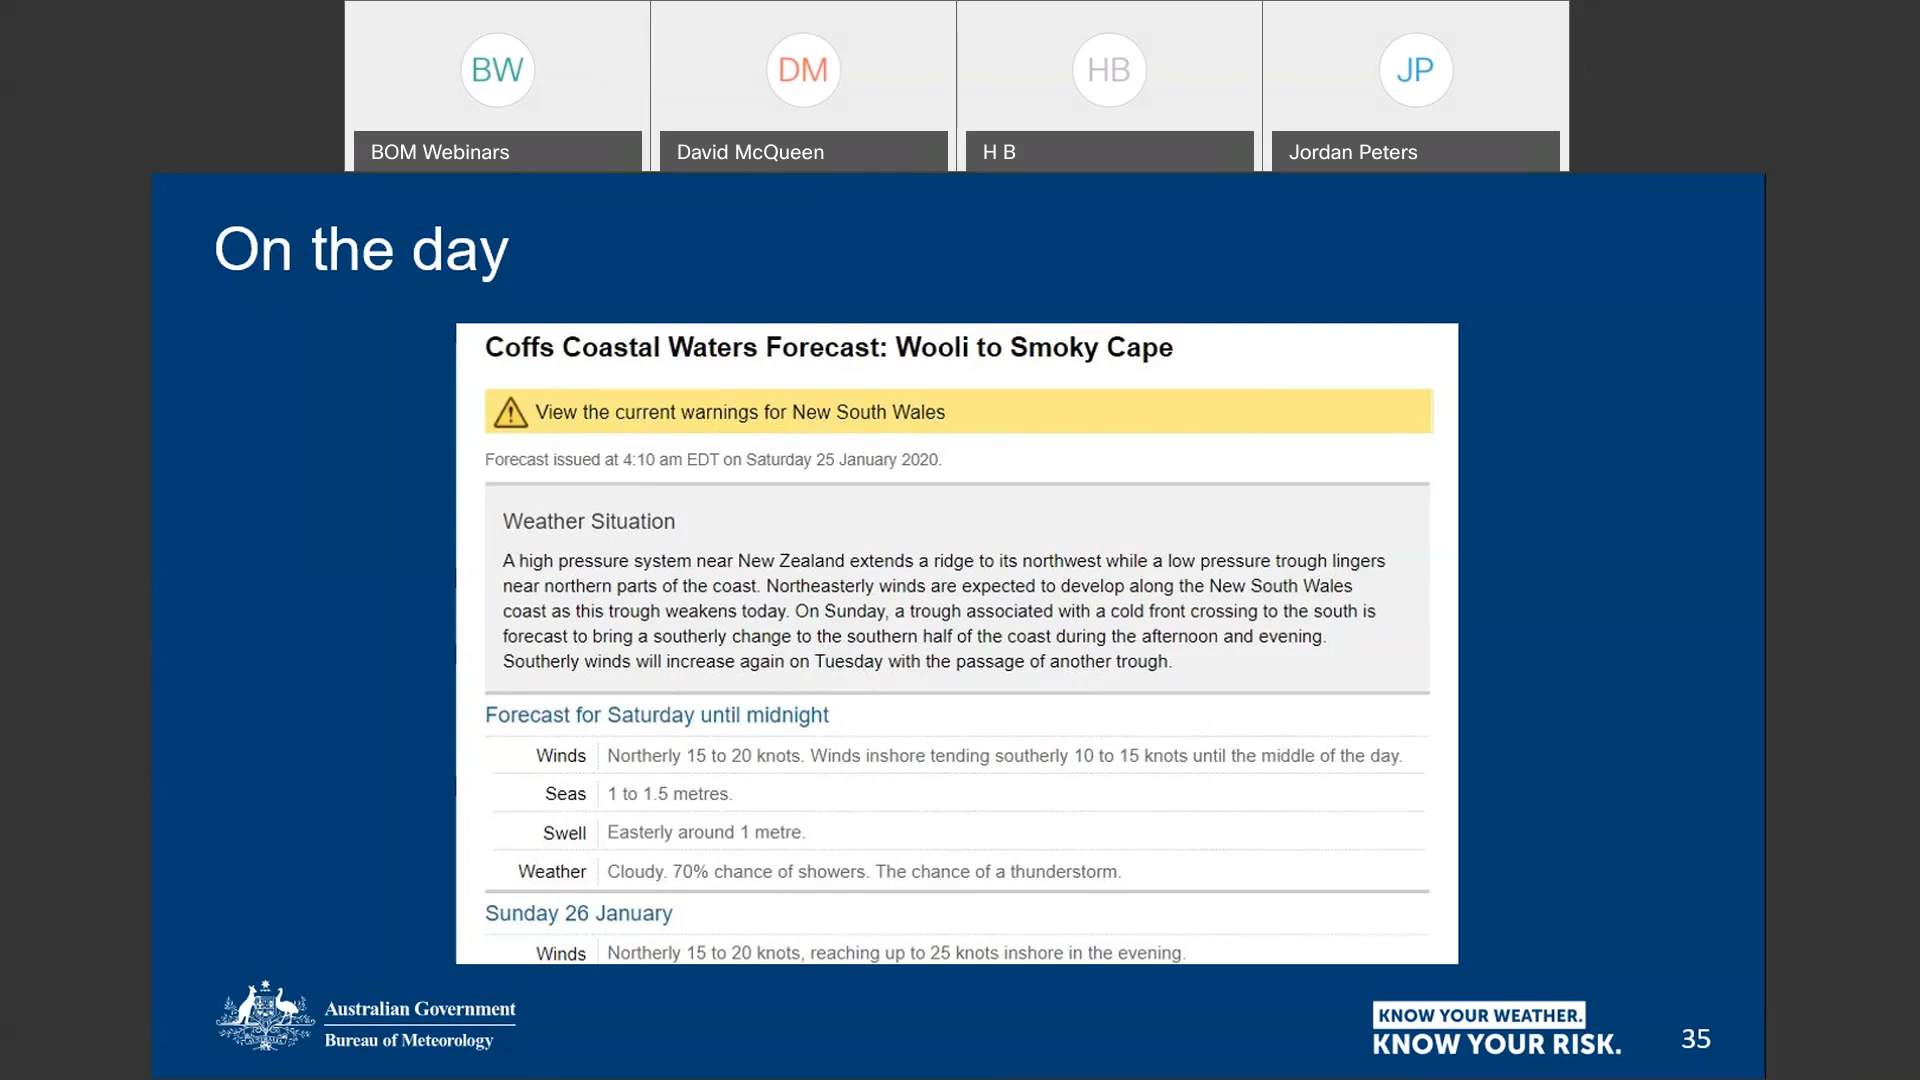 BW
DM
HB
JP
BOM Webinars
David McQueen
H B
Jordan Peters
On the day
Coffs Coastal Waters Forecast: Wooli to Smoky Cape
View the current warnings for New South Wales
Forecast issued at 4:10 am EDT on Saturday 25 January 2020.
Weather Situation
A high pressure system near New Zealand extends a ridge to its northwest while a low pressure trough lingers
near northern parts of the coast. Northeasterly winds are expected to develop along the New South Wales
coast as this trough weakens today. On Sunday, a trough associated with a cold front crossing to the south is
forecast to bring a southerly change to the southern half of the coast during the afternoon and evening.
Southerly winds will increase again on Tuesday with the passage of another trough.
Forecast for Saturday until midnight
Winds Northerly 15 to 20 knots. Winds inshore tending southerly 10 to 15 knots until the middle of the day.
Seas 1 to 1.5 metres.
Swell Easterly around 1 metre.
Weather Cloudy. 70% chance of showers. The chance of a thunderstorm.
Sunday 26 January
Winds Northerly 15 to 20 knots, reaching up to 25 knots inshore in the evening.
Australian Government
Bureau of Meteorology
KNOW YOUR WEATHER.
KNOW YOUR RISK.
35